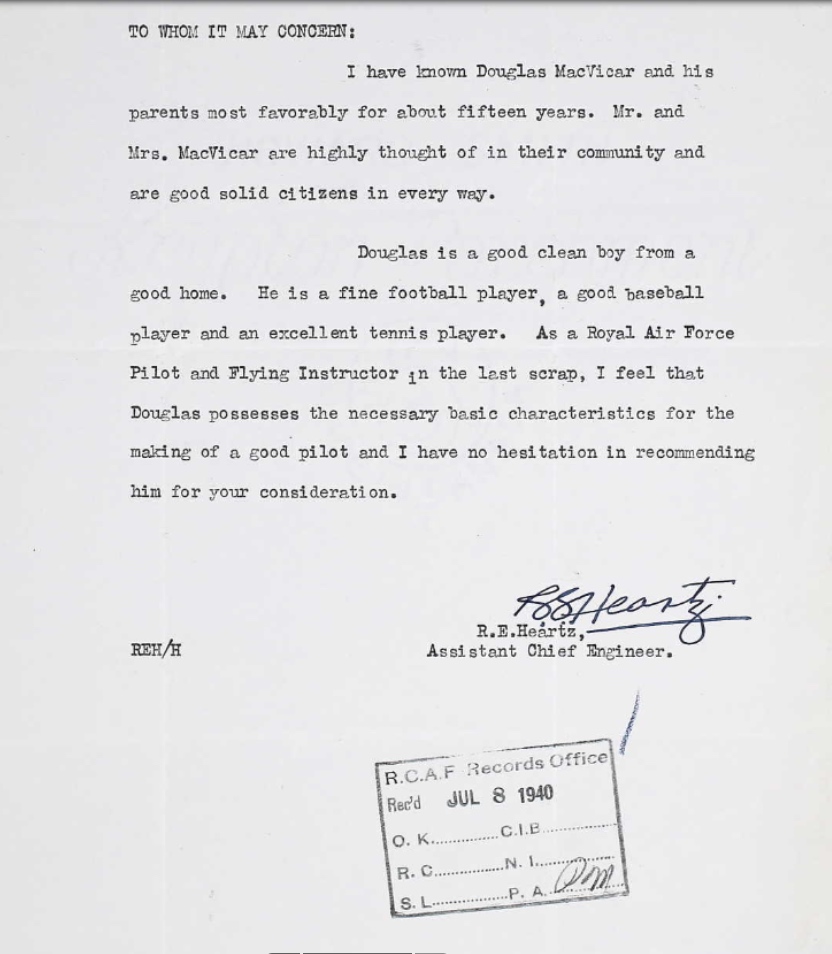 TO WHOM IT MAY CONCERN:
I have known Douglas MacVicar and his
parents most favorably for about fifteen years. Mr. and
Mrs. MacVicar are highly thought of in their community and
are good solid citizens in every way.
Douglas is a good clean boy from a
good home. He is a fine football player, a good baseball
player and an excellent tennis player. As a Royal Air Force
Pilot and Flying Instructor in the last scrap, I feel that
Douglas possesses the necessary basic characteristics for the
making of a good pilot and I have no hesitation in recommending
him for your consideration.
R.E.Heartz,
REH/H Assistant Chief Engineer.
R.C.A.F Records Office
Rec'd JUL 8 1940
O. K. C.I.B.
R. C. N. I.
S. L. P. A.